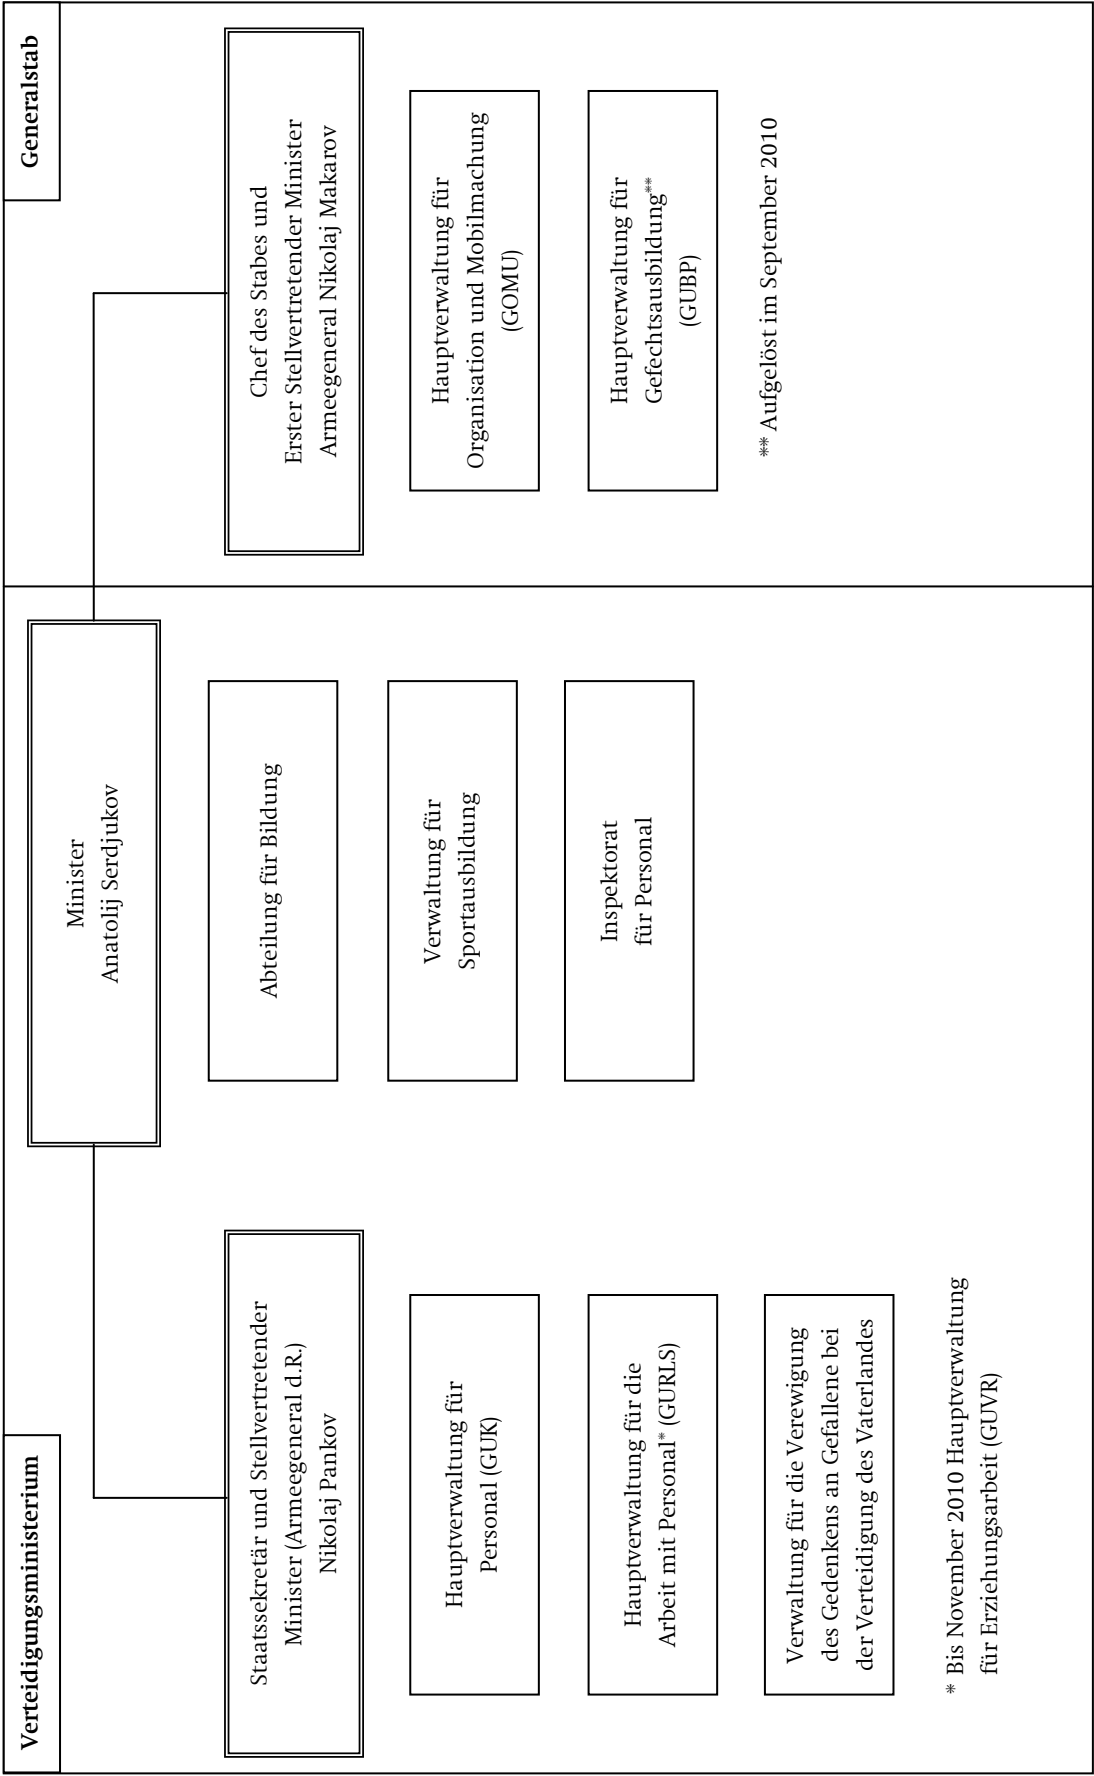 Verteidigungsministerium
Generalstab
Minister
Anatolij Serdjukov
Staatssekretär und Stellvertretender
Minister (Armeegeneral d.R.)
Nikolaj Pankov
Hauptverwaltung für
Personal (GUK)
Hauptverwaltung für die
Arbeit mit Personal* (GURLS)
Verwaltung für die Verewigung
des Gedenkens an Gefallene bei
der Verteidigung des Vaterlandes
* Bis November 2010 Hauptverwaltung
für Erziehungsarbeit (GUVR)
Abteilung für Bildung
Verwaltung für
Sportausbildung
Inspektorat
für Personal
Chef des Stabes und
Erster Stellvertretender Minister
Armeegeneral Nikolaj Makarov
Hauptverwaltung für
Organisation und Mobilmachung
(GOMU)
Hauptverwaltung für
Gefechtsausbildung**
(GUBP)
** Aufgelöst im September 2010